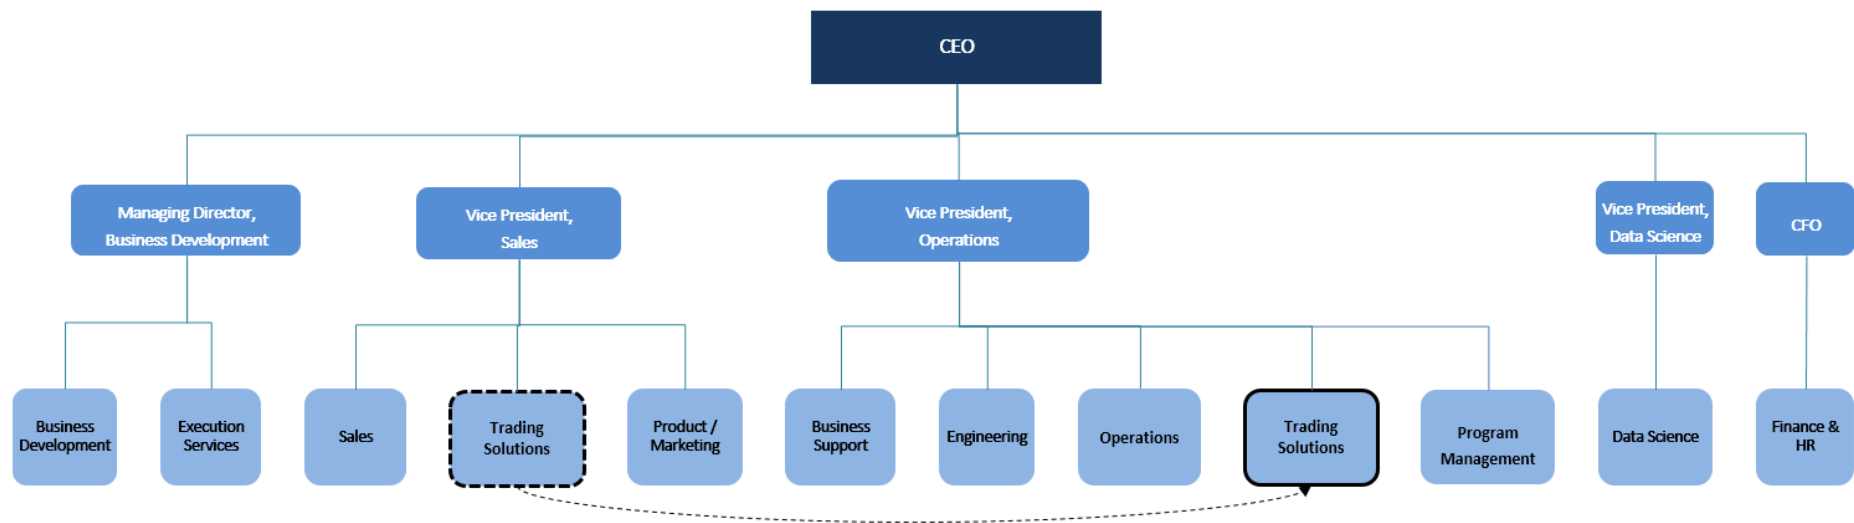 CEO
Managing Director,
Business Development
Vice President,
Sales
Vice President,
Operations
Vice President,
Data Science
CFO
Business
Development
Execution
Services
Sales
Trading
Solutions
Product /
Marketing
Business
Support
Engineering
Operations
Trading
Solutions
Program
Management
Data Science
Finance &
HR